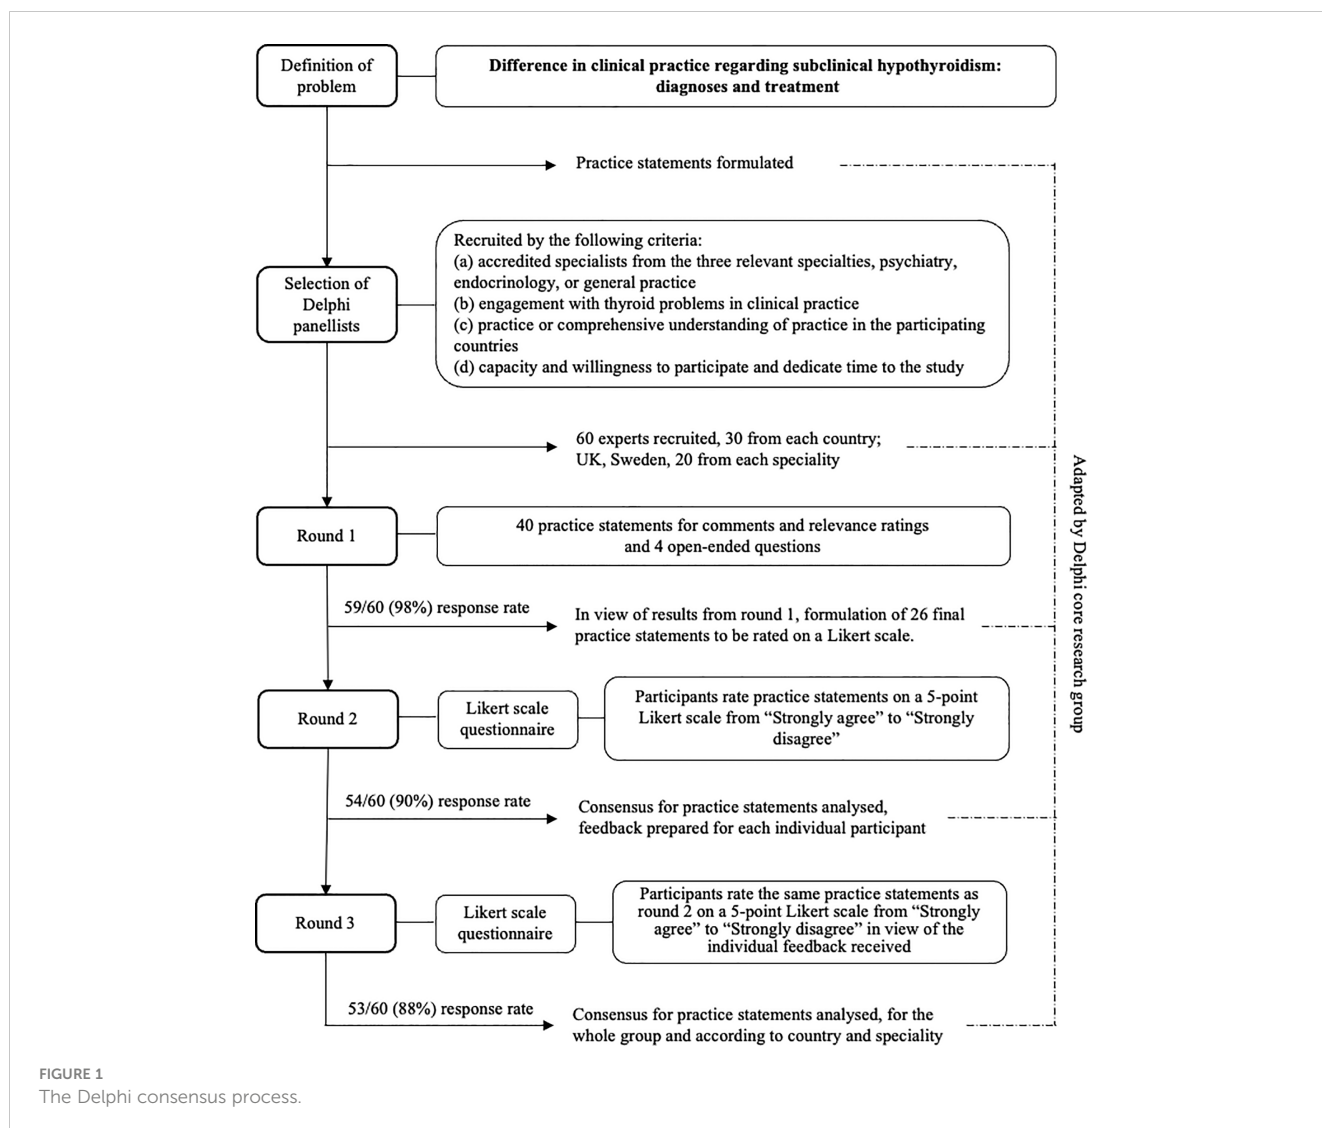 Definition of
problem
Difference in clinical practice regarding subclinical hypothyroidism:
diagnoses and treatment
Practice statements formulated
Selection of
Delphi
panellists
Recruited by the following criteria:
(a) accredited specialists from the three relevant specialties, psychiatry,
endocrinology, or general practice
(b) engagement with thyroid problems in clinical practice
(c) practice or comprehensive understanding of practice in the participating
countries
(d) capacity and willingness to participate and dedicate time to the study
60 experts recruited, 30 from each country;
UK, Sweden, 20 from each speciality
Adapted by Delphi core research group
Round 1
40 practice statements for comments and relevance ratings
and 4 open-ended questions
59/60 (98%) response rate
In view of results from round 1, formulation of 26 final
practice statements to be rated on a Likert scale.
Round 2
Likert scale
questionnaire
Participants rate practice statements on a 5-point
Likert scale from “Strongly agree” to “Strongly
disagree”
54/60 (90%) response rate
Consensus for practice statements analysed,
feedback prepared for each individual participant
Round 3
Likert scale
questionnaire
Participants rate the same practice statements as
round 2 on a 5-point Likert scale from “Strongly
agree” to “Strongly disagree” in view of the
individual feedback received
53/60 (88%) response rate
Consensus for practice statements analysed, for the
whole group and according to country and speciality
FIGURE 1
The Delphi consensus process.